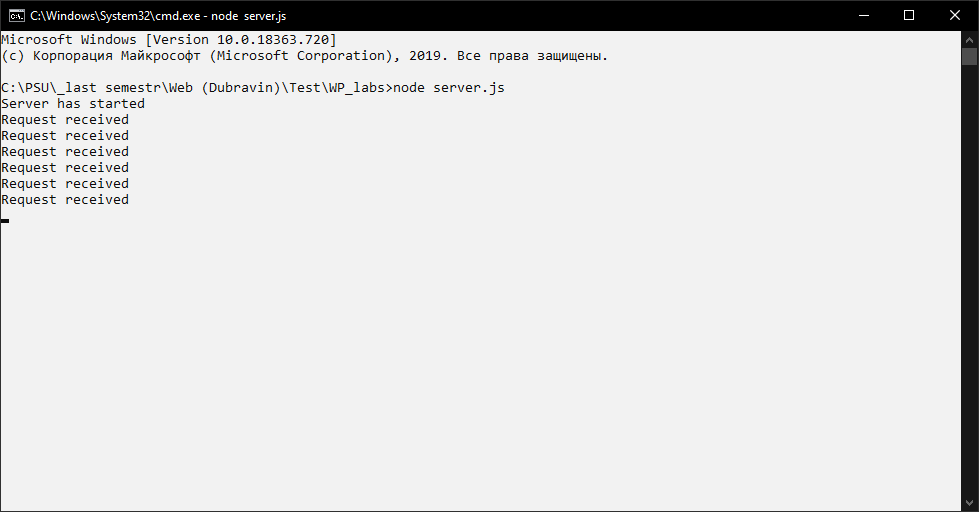 C:\Windows\System32\cmd.exe - node server.js
Microsoft Windows [Version 10.0.18363.720]
(c) Корпорация Майкрософт (Microsoft Corporation), 2019. Все права защищены.
C:\PSU\_last semestr\Web (Dubravin)\Test\WP_labs>node server.js
Server has started
Request received
Request received
Request received
Request received
Request received
Request received